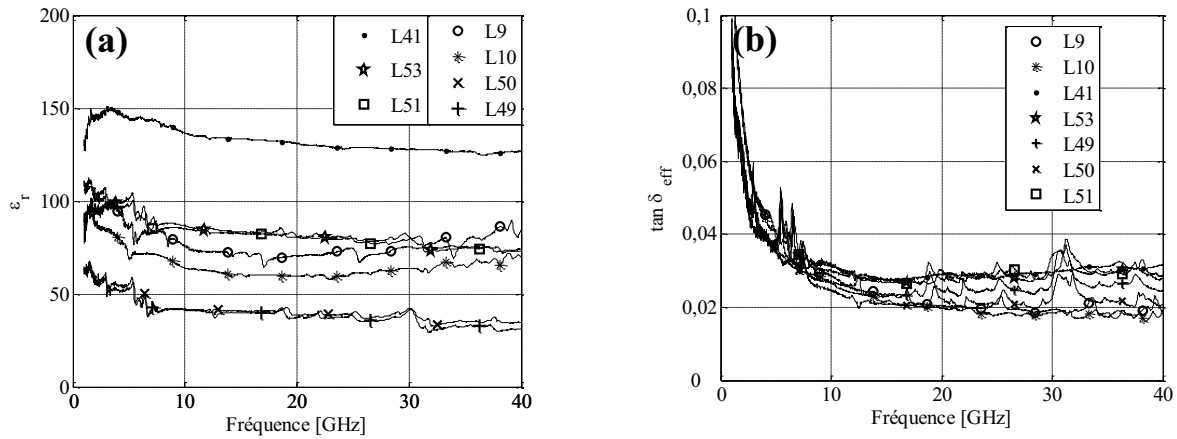 (a)
200
150
100
50
0
εr
0 10 20 30 40
Fréquence [GHz]
L41
L53
L51
L9
L10
L50
L49
(b)
0,1
0,08
0,06
0,04
0,02
0
tan δ eff
0 10 20 30 40
Fréquence [GHz]
L9
L10
L41
L53
L49
L50
L51